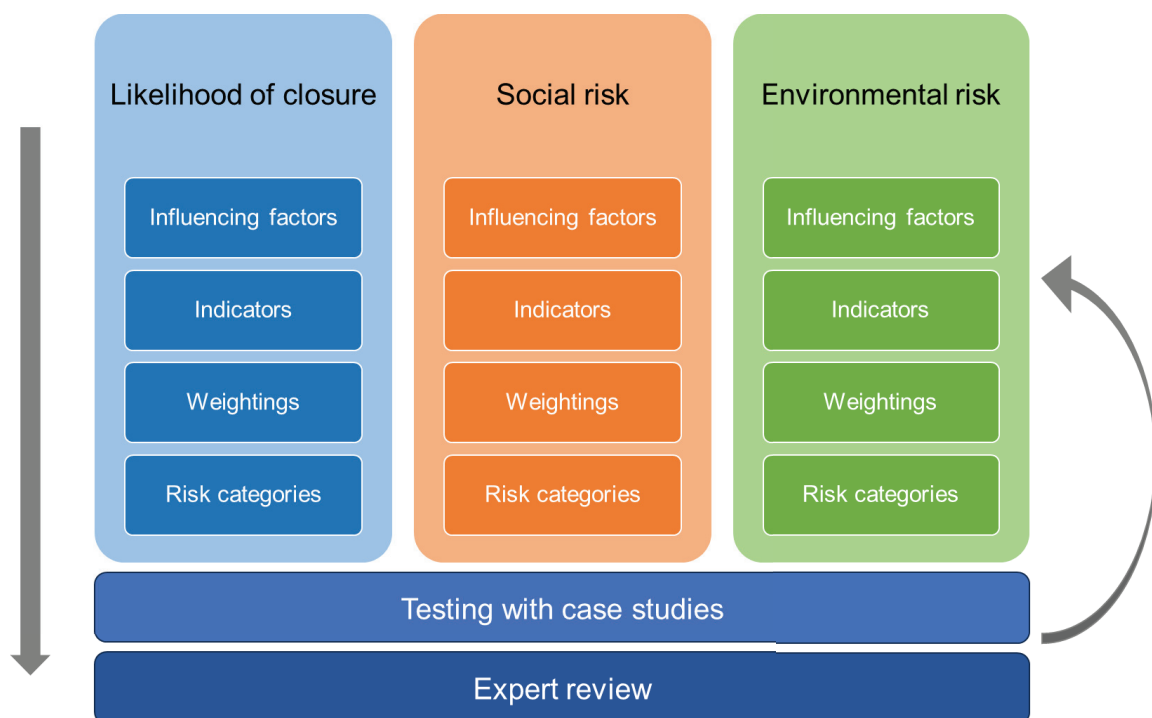 Likelihood of closure
Influencing factors
Indicators
Weightings
Risk categories
Social risk
Influencing factors
Indicators
Weightings
Risk categories
Environmental risk
Influencing factors
Indicators
Weightings
Risk categories
Testing with case studies
Expert review